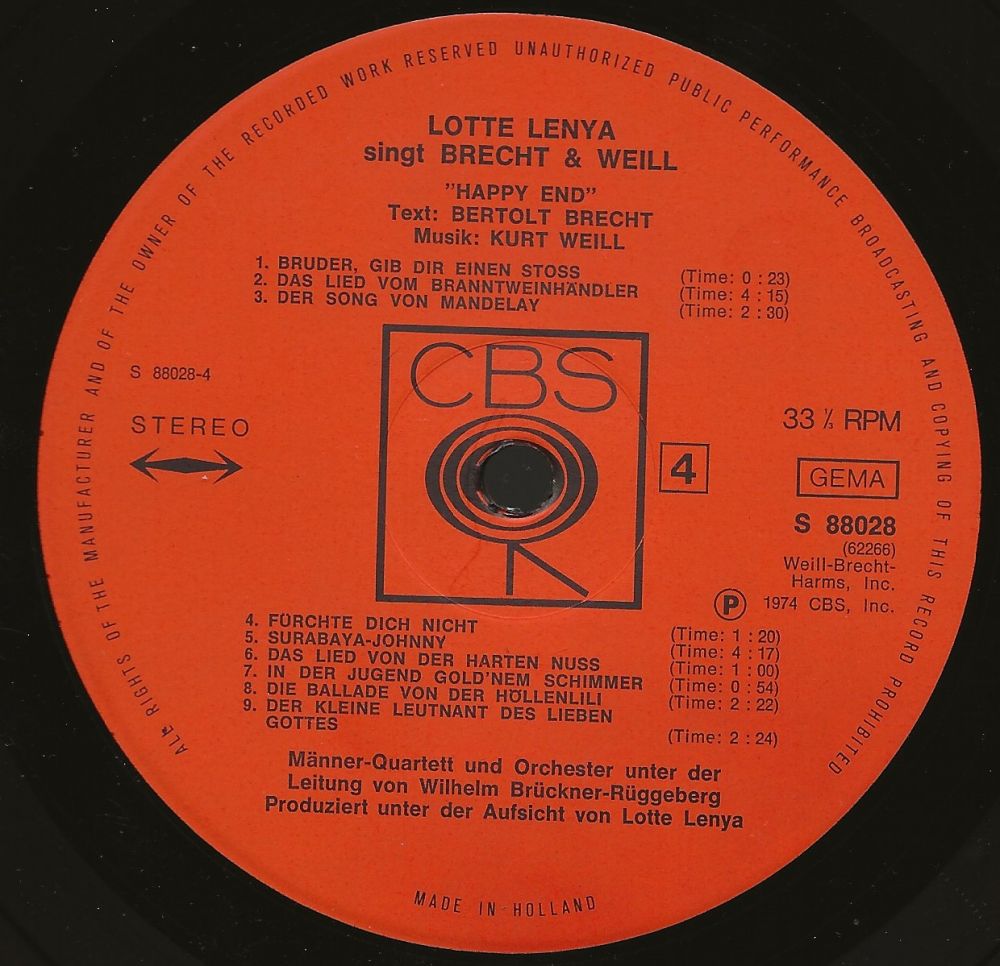 ALL RIGHTS OF THE MANUFACTURER AND OF THE OWNER OF THE RECORDED WORK RESERVED UNAUTHORIZED PUBLIC PERFORMANCE BROADCASTING AND COPYING OF THIS RECORD PROHIBITED
LOTTE LENYA
singt BRECHT & WEILL
"HAPPY END"
Text: BERTOLT BRECHT
Musik: KURT WEILL
1. BRUDER, GIB DIR EINEN STOSS (Time: 0 : 23)
2. DAS LIED VOM BRANNTWEINHÄNDLER (Time: 4 : 15)
3. DER SONG VON MANDELAY (Time: 2 : 30)
CBS
S 88028-4
STEREO
33 ⅓ RPM
4
GEMA
S 88028
(62266)
Weill-Brecht-
Harms, Inc.
Ⓟ 1974 CBS, Inc.
4. FÜRCHTE DICH NICHT (Time: 1 : 20)
5. SURABAYA-JOHNNY (Time: 4 : 17)
6. DAS LIED VON DER HARTEN NUSS (Time: 1 : 00)
7. IN DER JUGEND GOLD'NEM SCHIMMER (Time: 0 : 54)
8. DIE BALLADE VON DER HÖLLENLILI (Time: 2 : 22)
9. DER KLEINE LEUTNANT DES LIEBEN
GOTTES (Time: 2 : 24)
Männer-Quartett und Orchester unter der
Leitung von Wilhelm Brückner-Rüggeberg
Produziert unter der Aufsicht von Lotte Lenya
MADE IN HOLLAND